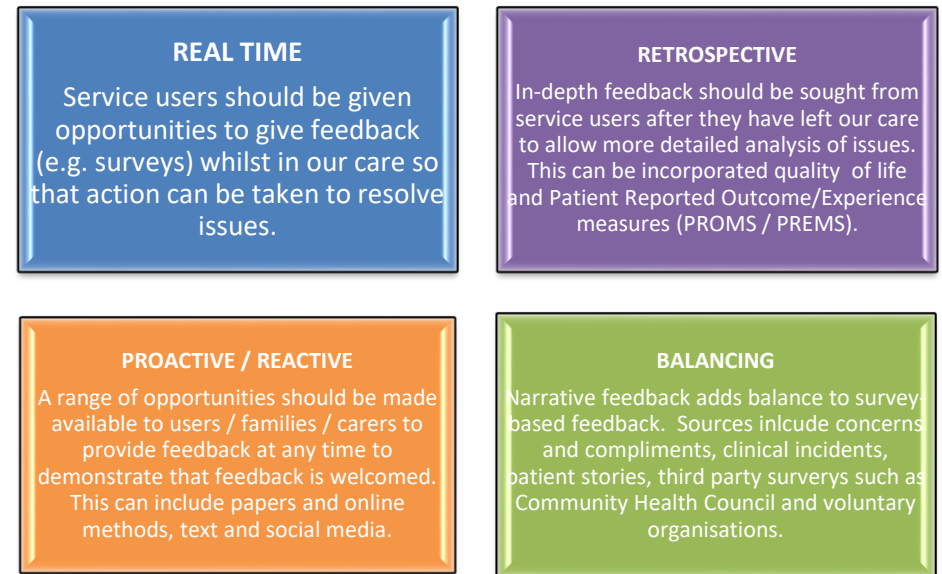 REAL TIME
Service users should be given
opportunities to give feedback
(e.g. surveys) whilst in our care so
that action can be taken to resolve
issues.
RETROSPECTIVE
In-depth feedback should be sought from
service users after they have left our care
to allow more detailed analysis of issues.
This can be incorporated quality of life
and Patient Reported Outcome/Experience
measures (PROMS / PREMS).
PROACTIVE / REACTIVE
A range of opportunities should be made
available to users / families / carers to
provide feedback at any time to
demonstrate that feedback is welcomed.
This can include papers and online
methods, text and social media.
BALANCING
Narrative feedback adds balance to survey-
based feedback. Sources inlcude concerns
and compliments, clinical incidents,
patient stories, third party surverys such as
Community Health Council and voluntary
organisations.